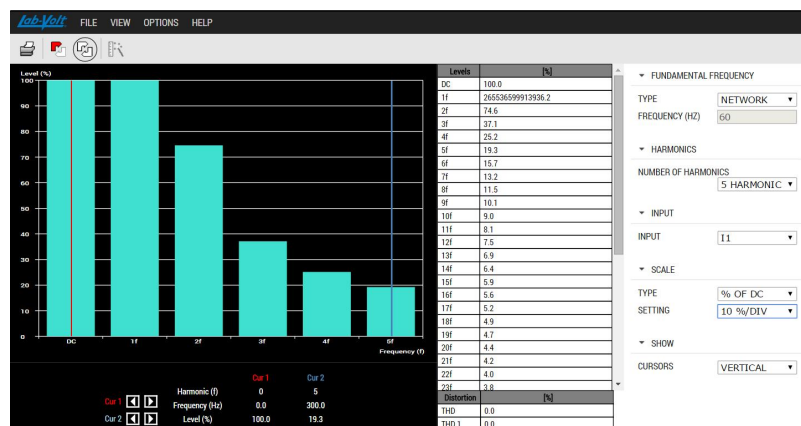 Lab-Volt FILE VIEW OPTIONS HELP
Level (%)
100
90
80
70
60
50
40
30
20
10
0
DC 1f 2f 3f 4f 5f
Frequency (f)
Cur 1 Cur 2
Harmonic (f) 0 5
Cur 1 Frequency (Hz) 0.0 300.0
Cur 2 Level (%) 100.0 19.3
Levels [%]
DC 100.0
1f 265536599913936.2
2f 74.6
3f 37.1
4f 25.2
5f 19.3
6f 15.7
7f 13.2
8f 11.5
9f 10.1
10f 9.0
11f 8.1
12f 7.5
13f 6.9
14f 6.4
15f 5.9
16f 5.6
17f 5.2
18f 4.9
19f 4.7
20f 4.4
21f 4.2
22f 4.0
23f 3.8
Distortion [%]
THD 0.0
THD 1 0.0
FUNDAMENTAL FREQUENCY
TYPE NETWORK
FREQUENCY (HZ) 60
HARMONICS
NUMBER OF HARMONICS
5 HARMONIC
INPUT
INPUT I1
SCALE
TYPE % OF DC
SETTING 10 %/DIV
SHOW
CURSORS VERTICAL